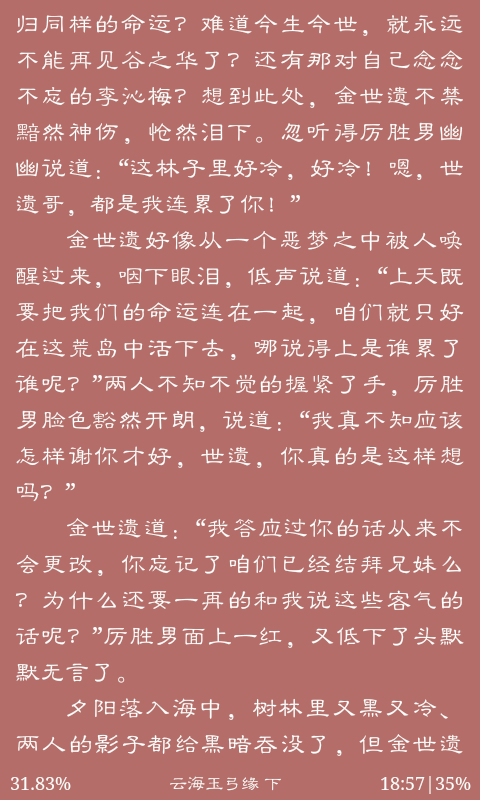 归同样的命运？难道今生今世，就永远
不能再见谷之华了？还有那对自己念念
不忘的李沁梅？想到此处，金世遗不禁
黯然神伤，怆然泪下。忽听得厉胜男幽
幽说道：“这林子里好冷，好冷！嗯，世
遗哥，都是我连累了你！”
金世遗好像从一个恶梦之中被人唤
醒过来，咽下眼泪，低声说道：“上天既
要把我们的命运连在一起，咱们就只好
在这荒岛中活下去，哪说得上是谁累了
谁呢？”两人不知不觉的握紧了手，厉胜
男脸色豁然开朗，说道：“我真不知应该
怎样谢你才好，世遗，你真的是这样想
吗？”
金世遗道：“我答应过你的话从来不
会更改，你忘记了咱们已经结拜兄妹么
？为什么还要一再的和我说这些客气的
话呢？”厉胜男面上一红，又低下了头默
默无言了。
夕阳落入海中，树林里又黑又冷、
两人的影子都给黑暗吞没了，但金世遗
31.83% 云海玉弓缘 下 18:57|35%